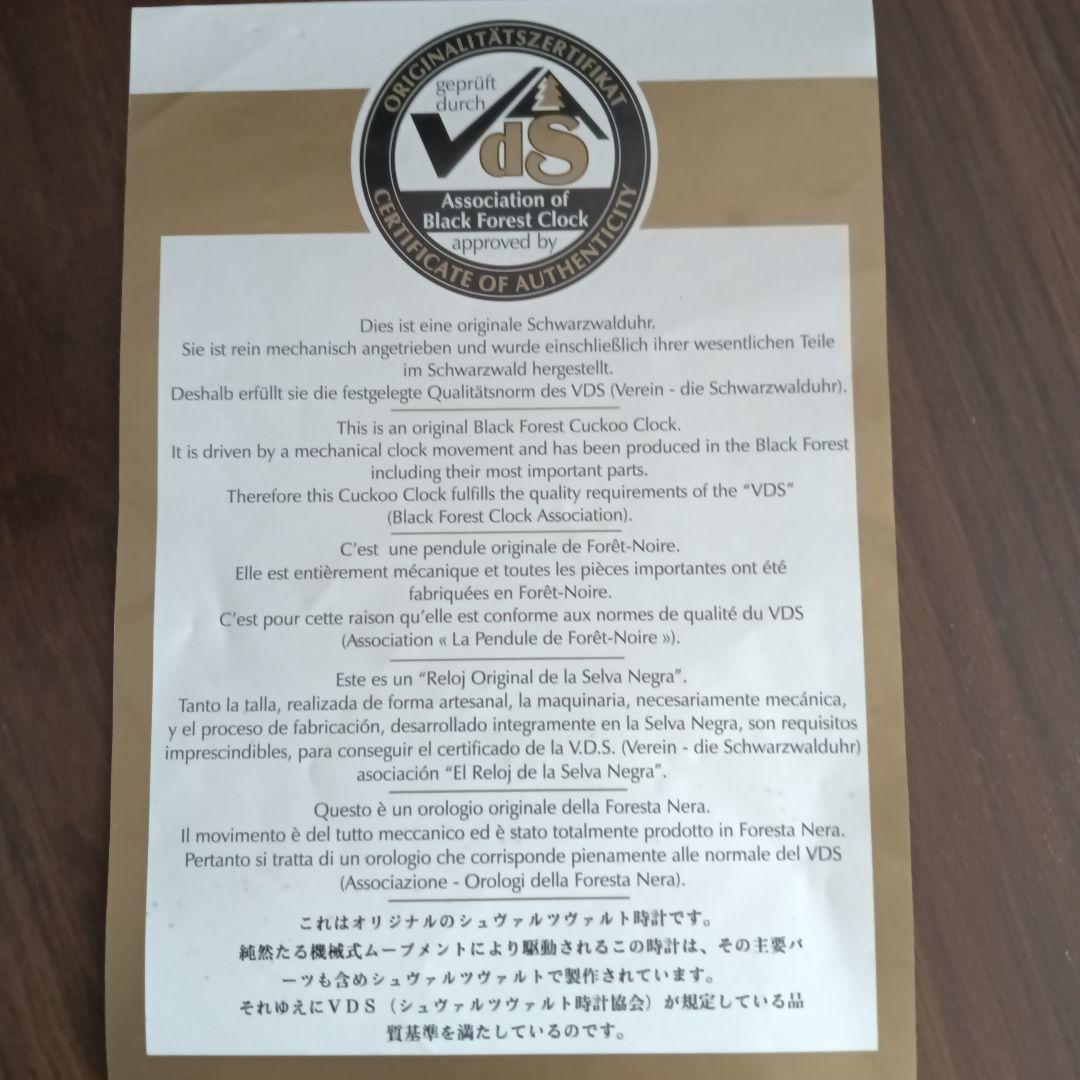 ORIGINALITÄTSZERTIFIKAT
geprüft
durch
VdS
Association of
Black Forest Clock
approved by
CERTIFICATE OF AUTHENTICITY
Dies ist eine originale Schwarzwalduhr.
Sie ist rein mechanisch angetrieben und wurde einschließlich ihrer wesentlichen Teile
im Schwarzwald hergestellt.
Deshalb erfüllt sie die festgelegte Qualitätsnorm des VDS (Verein - die Schwarzwalduhr).
This is an original Black Forest Cuckoo Clock.
It is driven by a mechanical clock movement and has been produced in the Black Forest
including their most important parts.
Therefore this Cuckoo Clock fulfills the quality requirements of the “VDS”
(Black Forest Clock Association).
C’est une pendule originale de Forêt-Noire.
Elle est entièrement mécanique et toutes les pièces importantes ont été
fabriquées en Forêt-Noire.
C’est pour cette raison qu’elle est conforme aux normes de qualité du VDS
(Association « La Pendule de Forêt-Noire »).
Este es un “Reloj Original de la Selva Negra”.
Tanto la talla, realizada de forma artesanal, la maquinaria, necesariamente mecánica,
y el proceso de fabricación, desarrollado integramente en la Selva Negra, son requisitos
imprescindibles, para conseguir el certificado de la V.D.S. (Verein - die Schwarzwalduhr)
asociación “El Reloj de la Selva Negra”.
Questo è un orologio originale della Foresta Nera.
Il movimento è del tutto meccanico ed è stato totalmente prodotto in Foresta Nera.
Pertanto si tratta di un orologio che corrisponde pienamente alle normale del VDS
(Associazione - Orologi della Foresta Nera).
これはオリジナルのシュヴァルツヴァルト時計です。
純然たる機械式ムーブメントにより駆動されるこの時計は、その主要パ
ーツも含めシュヴァルツヴァルトで製作されています。
それゆえにＶＤＳ（シュヴァルツヴァルト時計協会）が規定している品
質基準を満たしているのです。